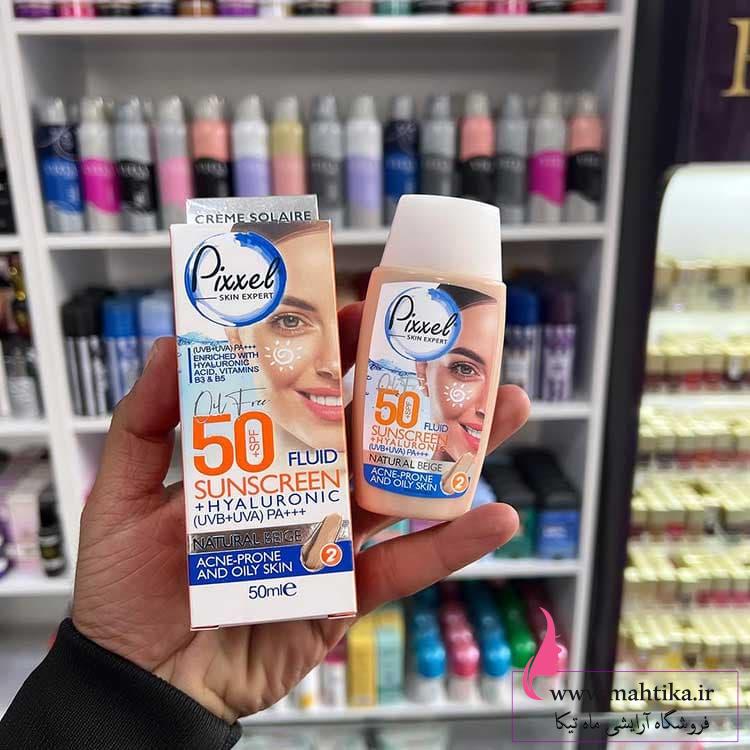 CRÈME SOLAIRE
Pixxel
SKIN EXPERT
(UVB+UVA) PA+++
ENRICHED WITH
HYALURONIC
ACID, VITAMINS
B3 & B5
Oil Free
50
+SPF
FLUID
SUNSCREEN
+HYALURONIC
(UVB+UVA) PA+++
NATURAL BEIGE
2
ACNE-PRONE
AND OILY SKIN
50ml e
Pixxel
SKIN EXPERT
Oil Free
50
+SPF
FLUID
SUNSCREEN
+HYALURONI
(UVB+UVA) PA+++
NATURAL BEIGE
ACNE-PRONE
AND OILY SKIN
2
www.mahtika.ir
فروشگاه آرایشی ماه تیکا